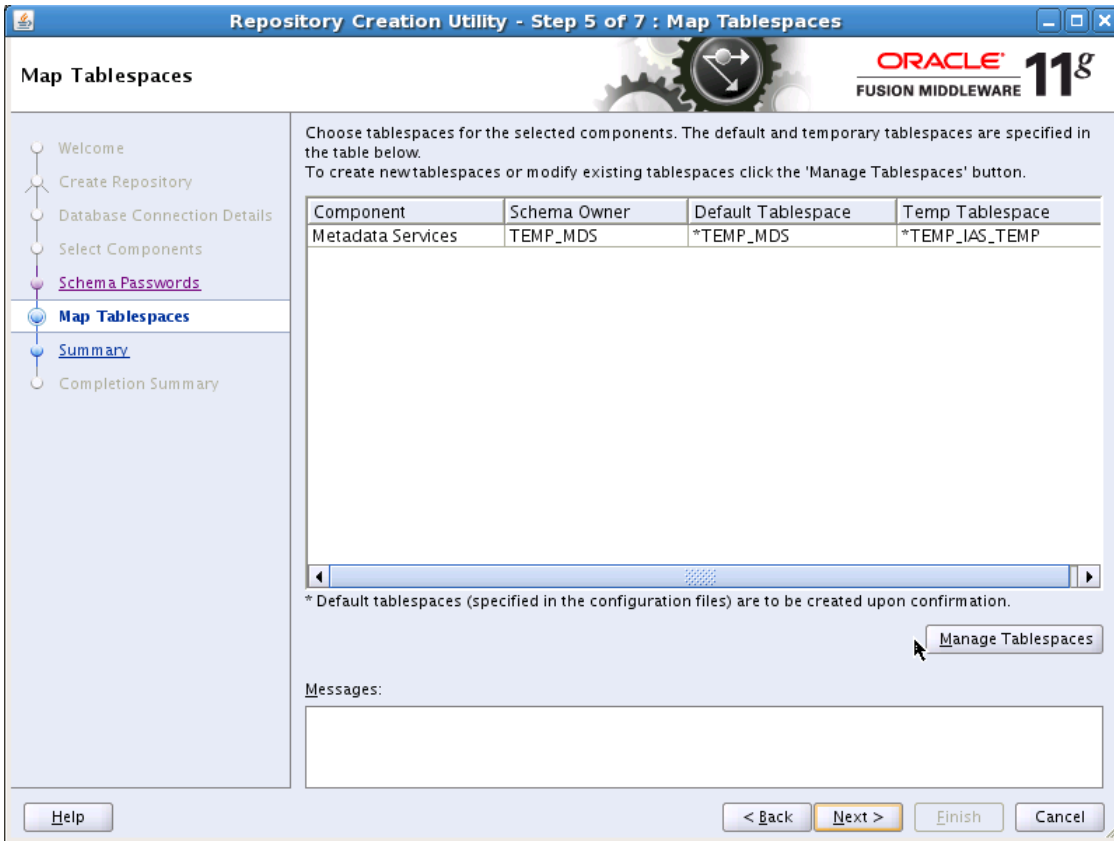 Repository Creation Utility - Step 5 of 7 : Map Tablespaces
Map Tablespaces
ORACLE®
FUSION MIDDLEWARE
11g
Welcome
Create Repository
Database Connection Details
Select Components
Schema Passwords
Map Tablespaces
Summary
Completion Summary
Choose tablespaces for the selected components. The default and temporary tablespaces are specified in
the table below.
To create new tablespaces or modify existing tablespaces click the 'Manage Tablespaces' button.
Component Schema Owner Default Tablespace Temp Tablespace
Metadata Services TEMP_MDS *TEMP_MDS *TEMP_IAS_TEMP
* Default tablespaces (specified in the configuration files) are to be created upon confirmation.
Manage Tablespaces
Messages:
Help < Back Next > Finish Cancel